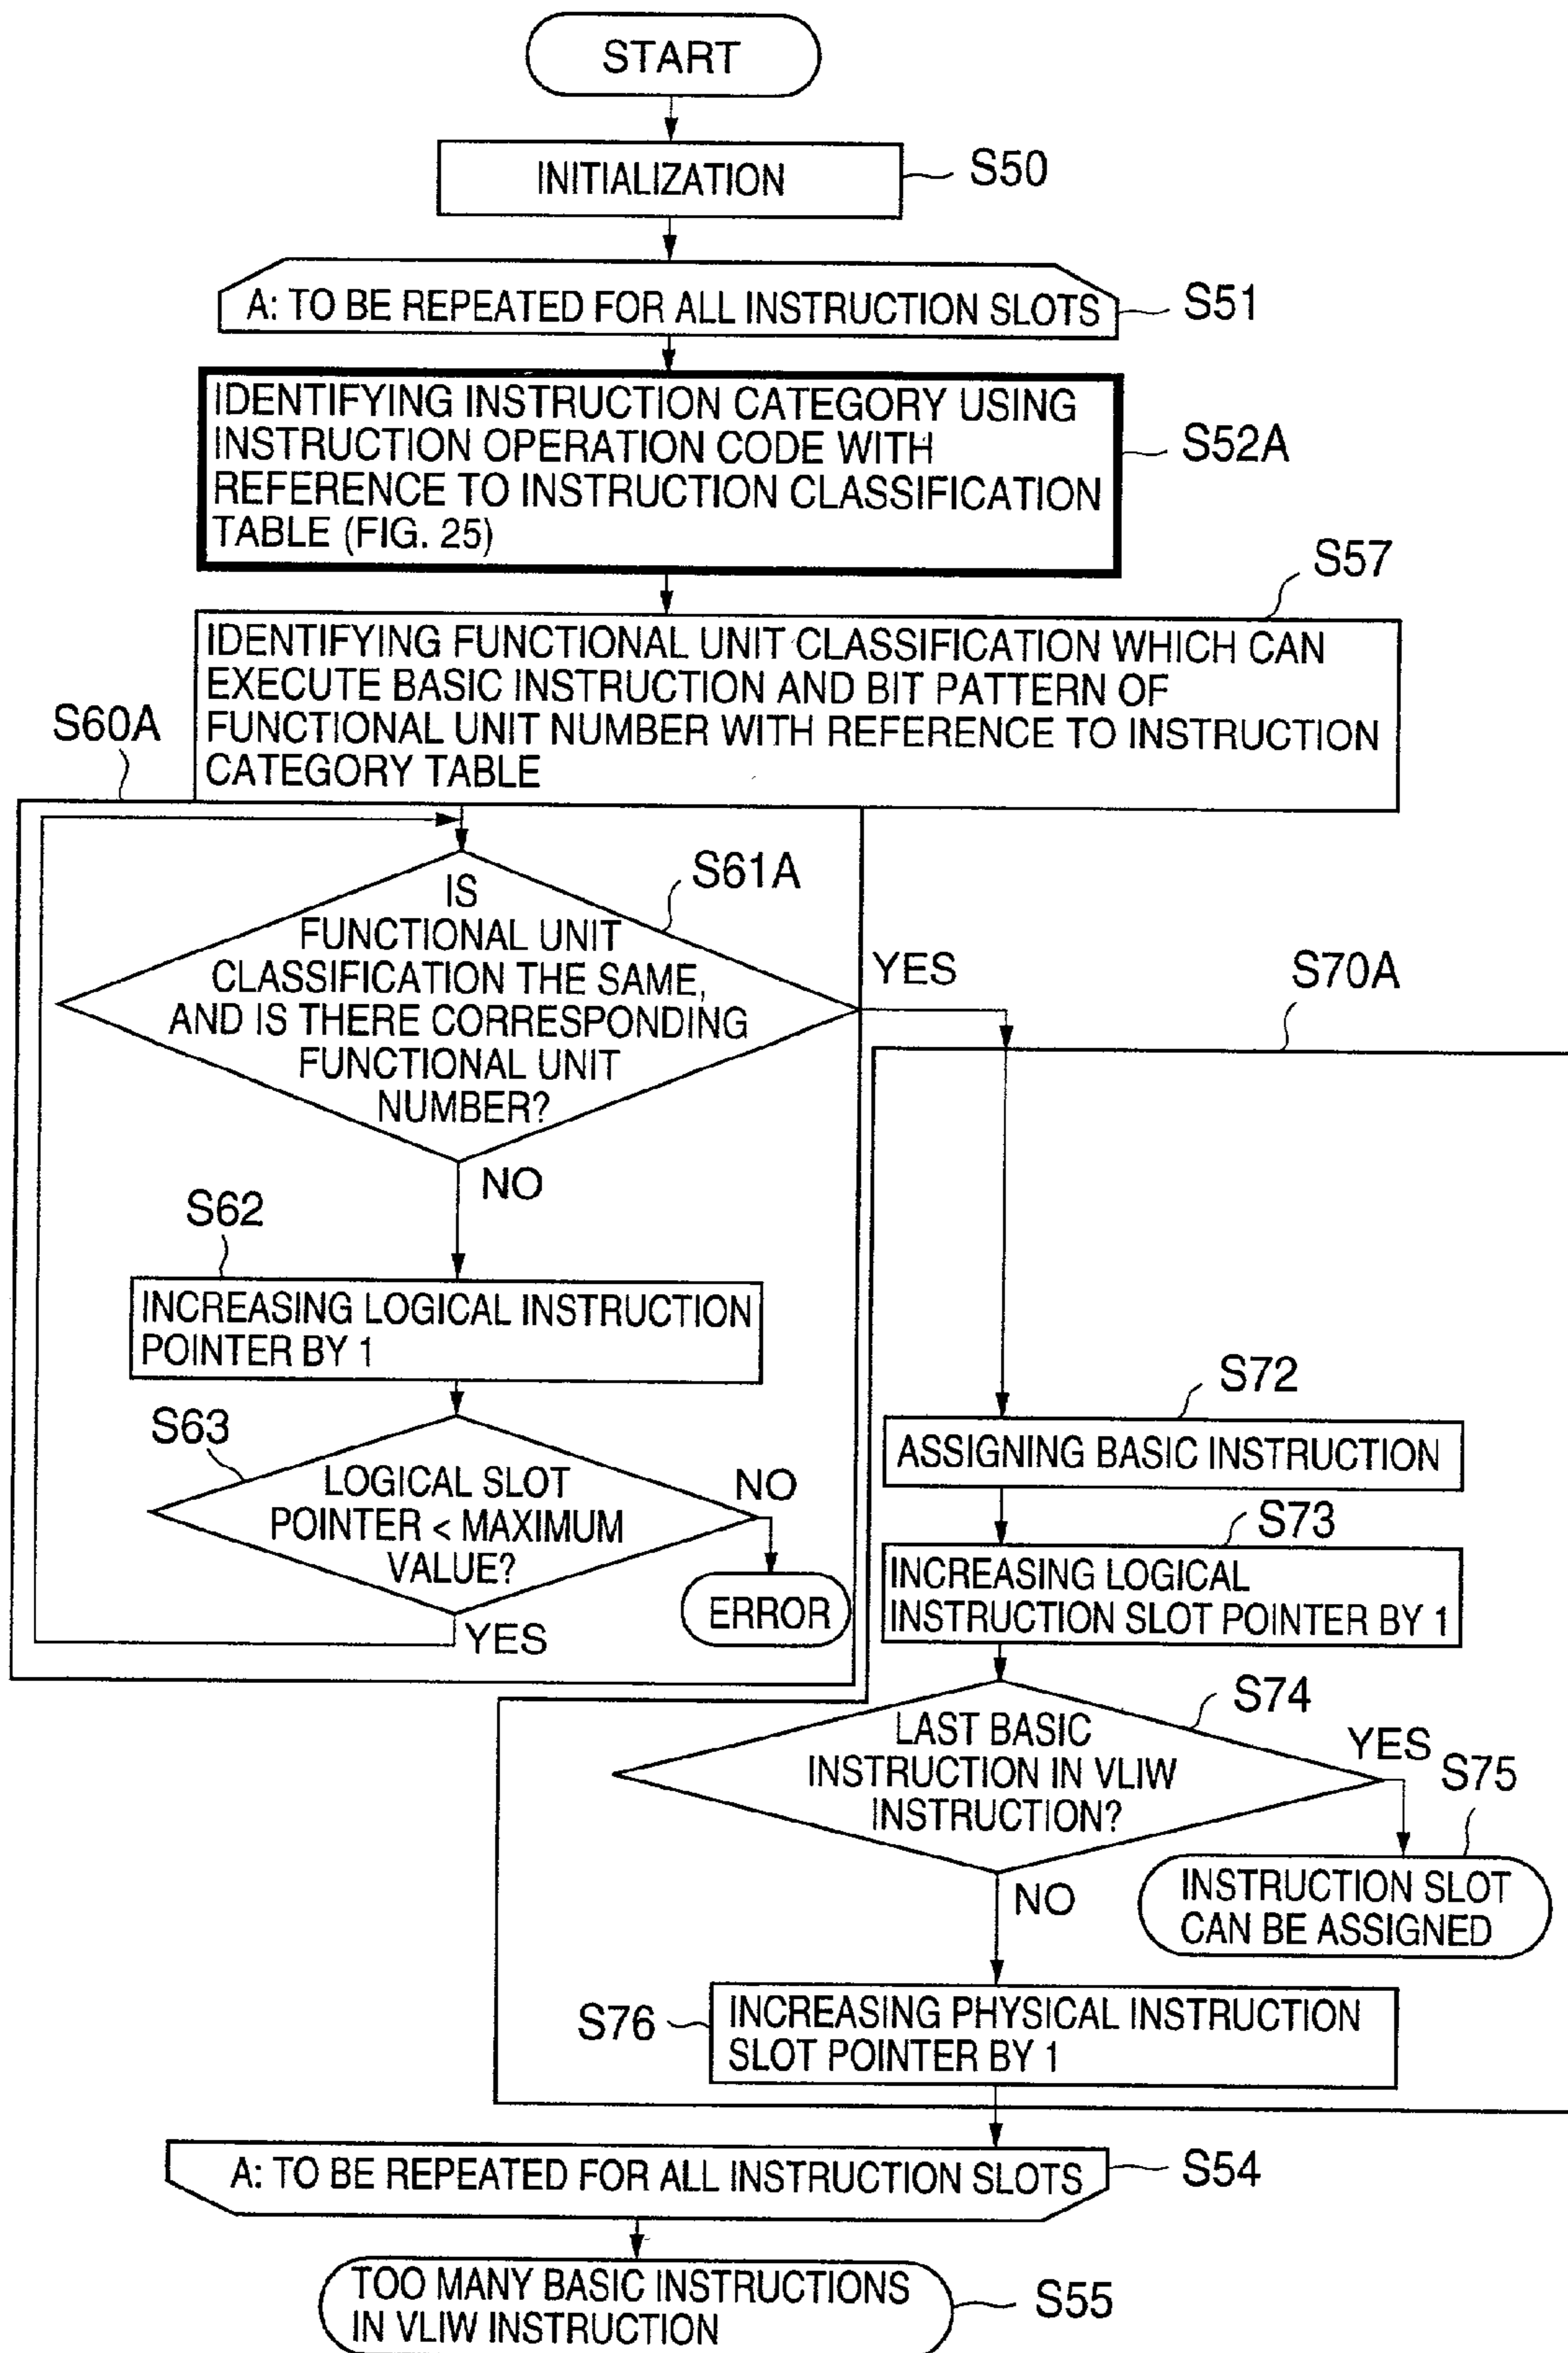 START
INITIALIZATION
S50
A: TO BE REPEATED FOR ALL INSTRUCTION SLOTS
S51
IDENTIFYING INSTRUCTION CATEGORY USING
INSTRUCTION OPERATION CODE WITH
REFERENCE TO INSTRUCTION CLASSIFICATION
TABLE (FIG. 25)
S52A
S57
IDENTIFYING FUNCTIONAL UNIT CLASSIFICATION WHICH CAN
EXECUTE BASIC INSTRUCTION AND BIT PATTERN OF
FUNCTIONAL UNIT NUMBER WITH REFERENCE TO INSTRUCTION
CATEGORY TABLE
S60A
S61A
IS
FUNCTIONAL UNIT
CLASSIFICATION THE SAME,
AND IS THERE CORRESPONDING
FUNCTIONAL UNIT
NUMBER?
YES
S70A
NO
S62
INCREASING LOGICAL INSTRUCTION
POINTER BY 1
S63
LOGICAL SLOT
POINTER < MAXIMUM
VALUE?
NO
ERROR
YES
S72
ASSIGNING BASIC INSTRUCTION
S73
INCREASING LOGICAL
INSTRUCTION SLOT POINTER BY 1
S74
LAST BASIC
INSTRUCTION IN VLIW
INSTRUCTION?
YES
S75
INSTRUCTION SLOT
CAN BE ASSIGNED
NO
S76
INCREASING PHYSICAL INSTRUCTION
SLOT POINTER BY 1
A: TO BE REPEATED FOR ALL INSTRUCTION SLOTS
S54
TOO MANY BASIC INSTRUCTIONS
IN VLIW INSTRUCTION
S55